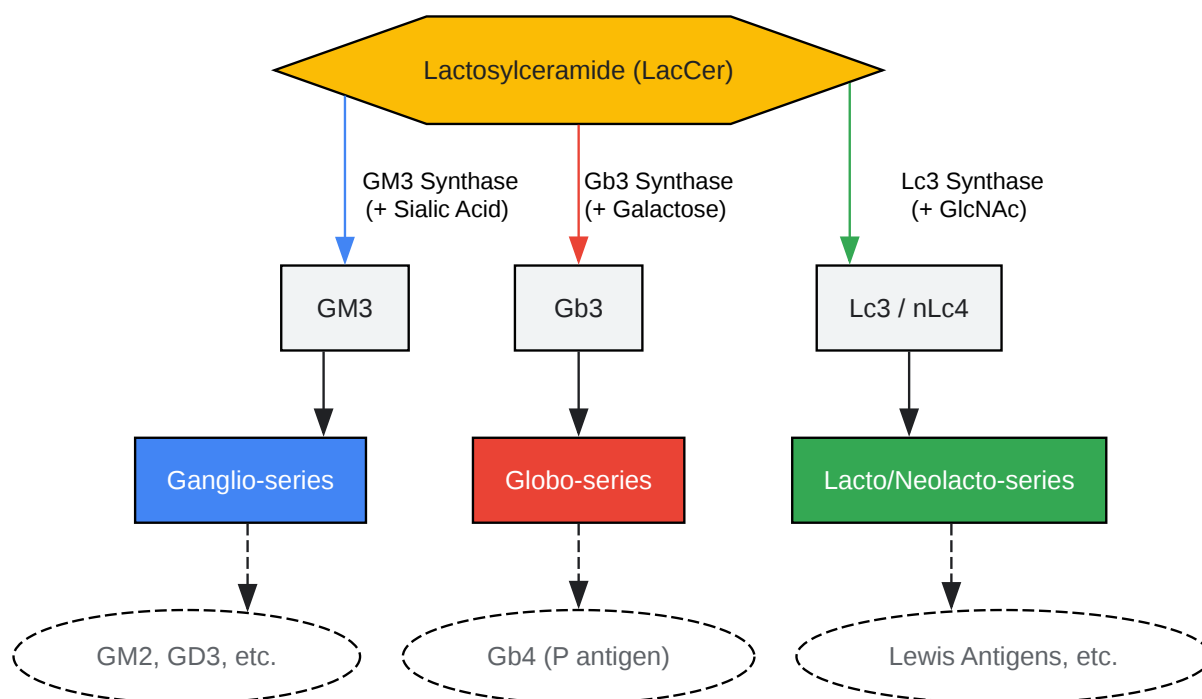 Lactosylceramide (LacCer)
GM3 Synthase
(+ Sialic Acid)
Gb3 Synthase
(+ Galactose)
Lc3 Synthase
(+ GlcNAc)
GM3
Gb3
Lc3 / nLc4
Ganglio-series
Globo-series
Lacto/Neolacto-series
GM2, GD3, etc.
Gb4 (P antigen)
Lewis Antigens, etc.